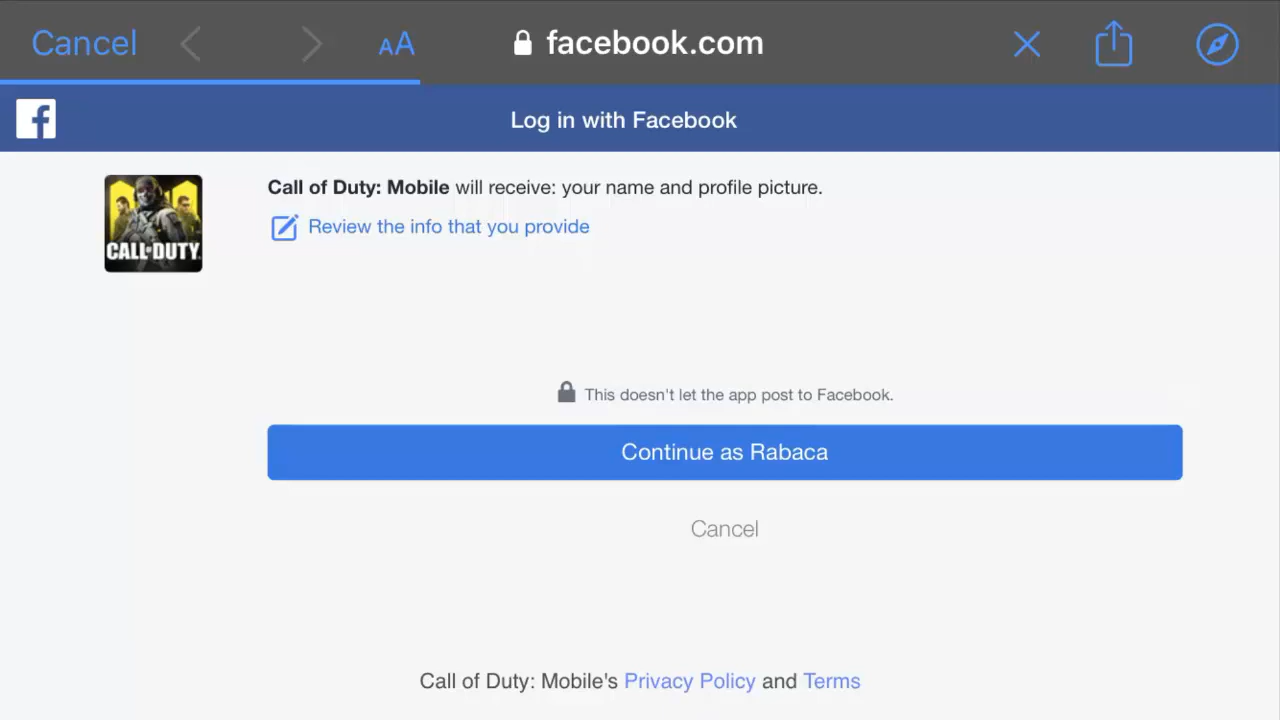 Cancel AA facebook.com
Log in with Facebook
Call of Duty: Mobile will receive: your name and profile picture.
Review the info that you provide
CALL OF DUTY
This doesn't let the app post to Facebook.
Continue as Rabaca
Cancel
Call of Duty: Mobile's Privacy Policy and Terms